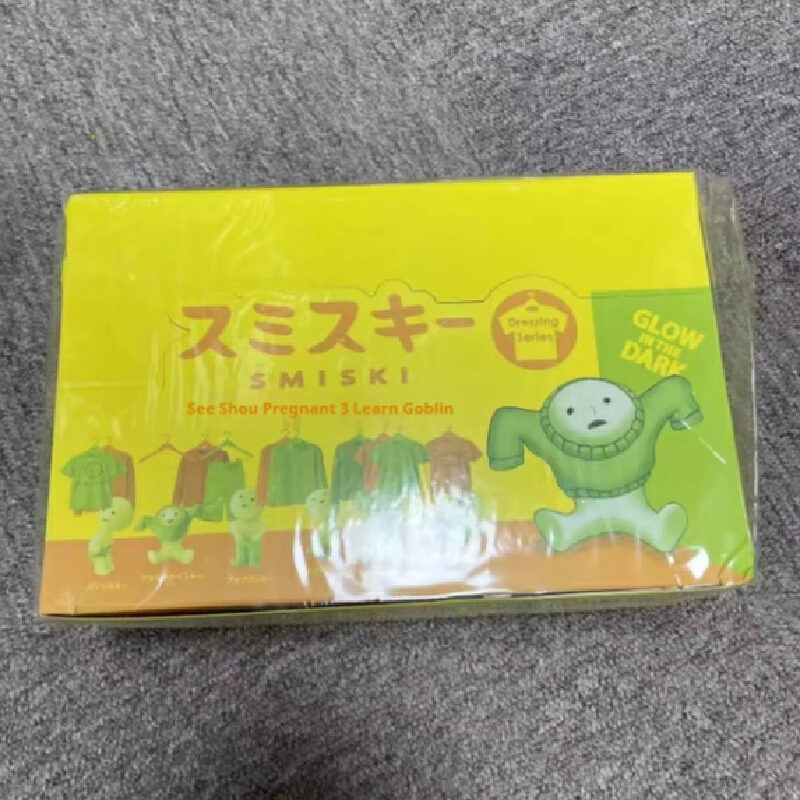 スミスキー
SMISKI
Dressing
Series
GLOW
IN THE
DARK
See Shou Pregnant 3 Learn Goblin